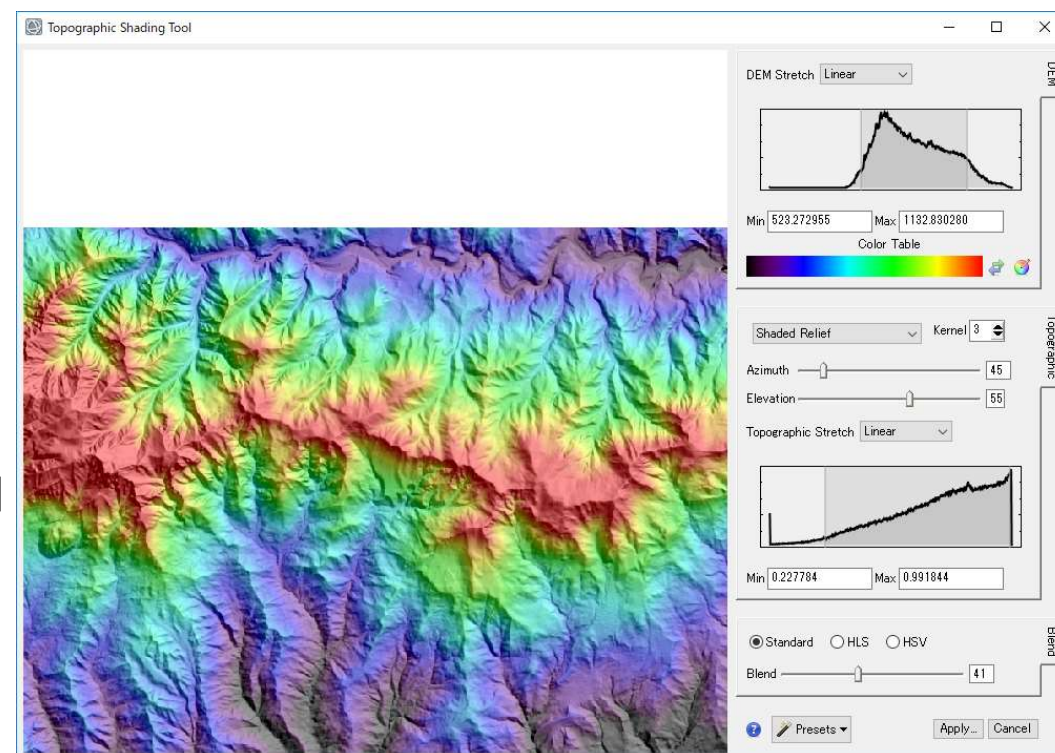 Topographic Shading Tool
DEM
DEM Stretch Linear
Min 523.272955 Max 1132.830280
Color Table
Topographic
Shaded Relief Kernel 3
Azimuth 45
Elevation 55
Topographic Stretch Linear
Min 0.227784 Max 0.991844
Blend
Standard HLS HSV
Blend 41
? Presets Apply... Cancel